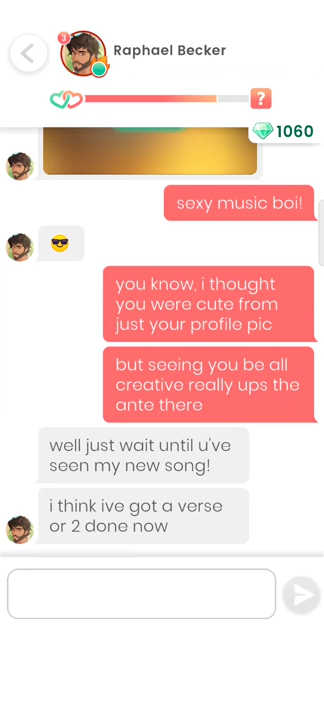 3
Raphael Becker
?
1060
sexy music boi!
you know, i thought
you were cute from
just your profile pic
but seeing you be all
creative really ups the
ante there
well just wait until u've
seen my new song!
i think ive got a verse
or 2 done now